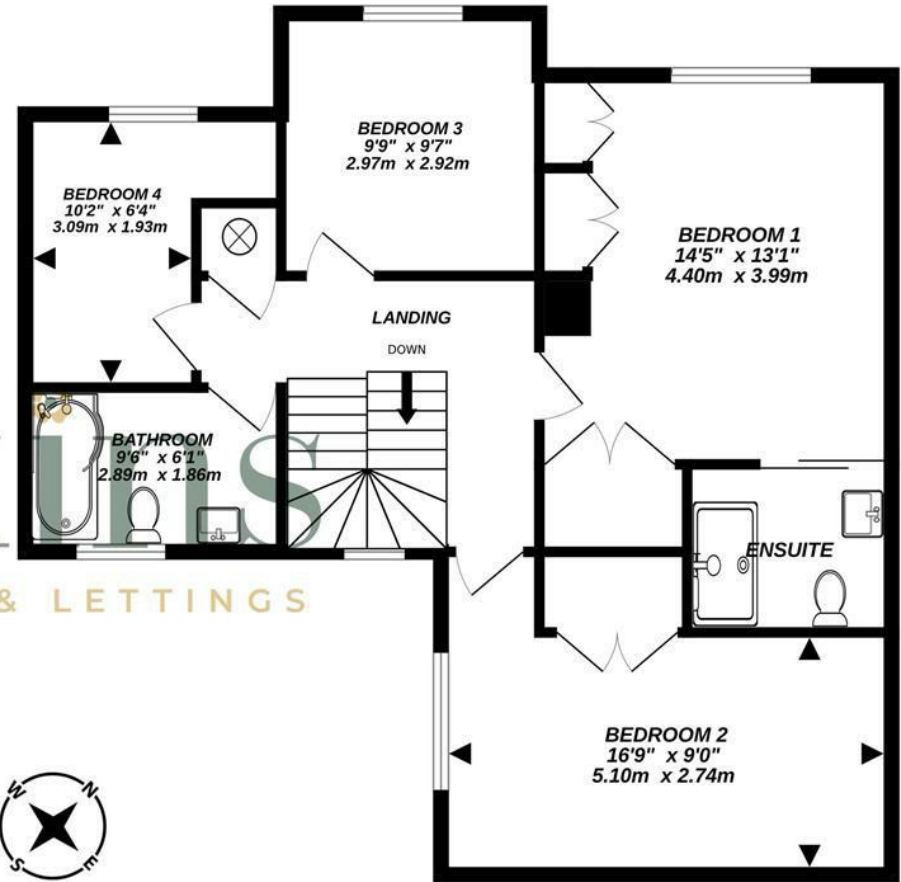 BEDROOM 3
9'9" x 9'7"
2.97m x 2.92m
BEDROOM 4
10'2" x 6'4"
3.09m x 1.93m
BEDROOM 1
14'5" x 13'1"
4.40m x 3.99m
LANDING
DOWN
BATHROOM
9'6" x 6'1"
2.89m x 1.86m
ENSUITE
& LETTINGS
BEDROOM 2
16'9" x 9'0"
5.10m x 2.74m
W N
S E